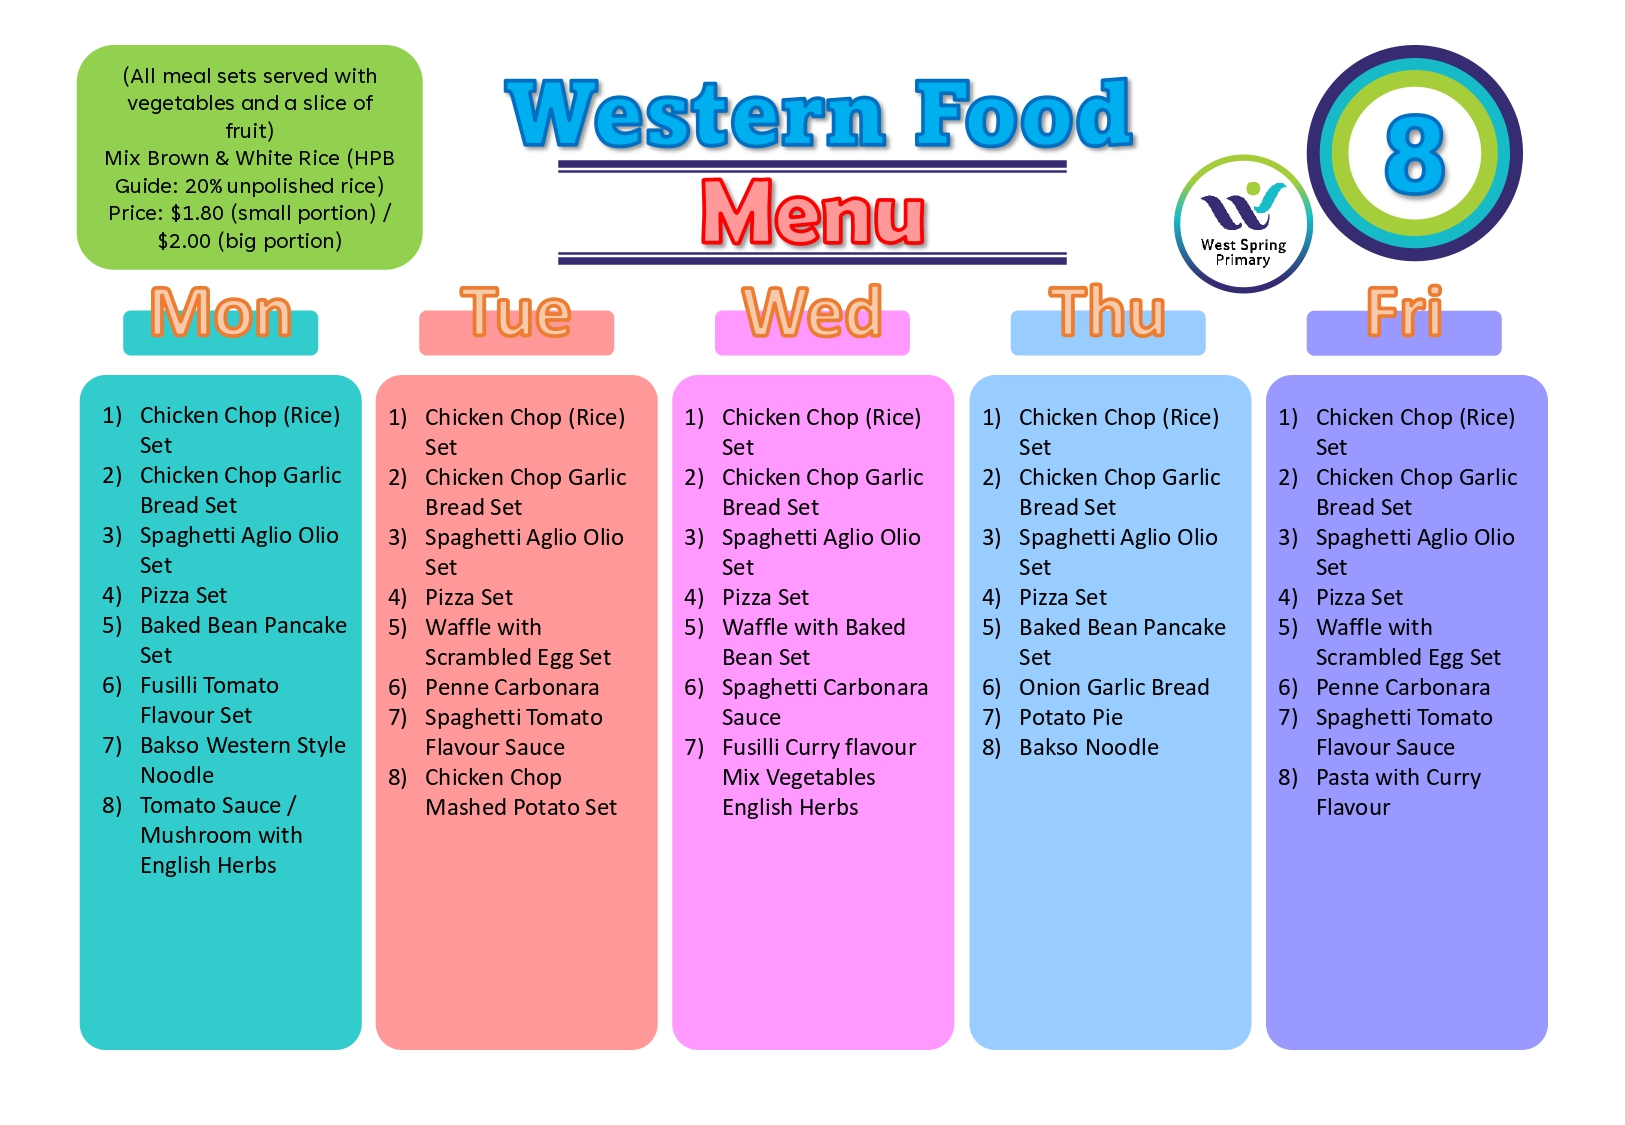 (All meal sets served with
vegetables and a slice of
fruit)
Mix Brown & White Rice (HPB
Guide: 20% unpolished rice)
Price: $1.80 (small portion) /
$2.00 (big portion)
Western Food
Menu
West Spring
Primary
8
Mon
1) Chicken Chop (Rice)
Set
2) Chicken Chop Garlic
Bread Set
3) Spaghetti Aglio Olio
Set
4) Pizza Set
5) Baked Bean Pancake
Set
6) Fusilli Tomato
Flavour Set
7) Bakso Western Style
Noodle
8) Tomato Sauce /
Mushroom with
English Herbs
Tue
1) Chicken Chop (Rice)
Set
2) Chicken Chop Garlic
Bread Set
3) Spaghetti Aglio Olio
Set
4) Pizza Set
5) Waffle with
Scrambled Egg Set
6) Penne Carbonara
7) Spaghetti Tomato
Flavour Sauce
8) Chicken Chop
Mashed Potato Set
Wed
1) Chicken Chop (Rice)
Set
2) Chicken Chop Garlic
Bread Set
3) Spaghetti Aglio Olio
Set
4) Pizza Set
5) Waffle with Baked
Bean Set
6) Spaghetti Carbonara
Sauce
7) Fusilli Curry flavour
Mix Vegetables
English Herbs
Thu
1) Chicken Chop (Rice)
Set
2) Chicken Chop Garlic
Bread Set
3) Spaghetti Aglio Olio
Set
4) Pizza Set
5) Baked Bean Pancake
Set
6) Onion Garlic Bread
7) Potato Pie
8) Bakso Noodle
Fri
1) Chicken Chop (Rice)
Set
2) Chicken Chop Garlic
Bread Set
3) Spaghetti Aglio Olio
Set
4) Pizza Set
5) Waffle with
Scrambled Egg Set
6) Penne Carbonara
7) Spaghetti Tomato
Flavour Sauce
8) Pasta with Curry
Flavour